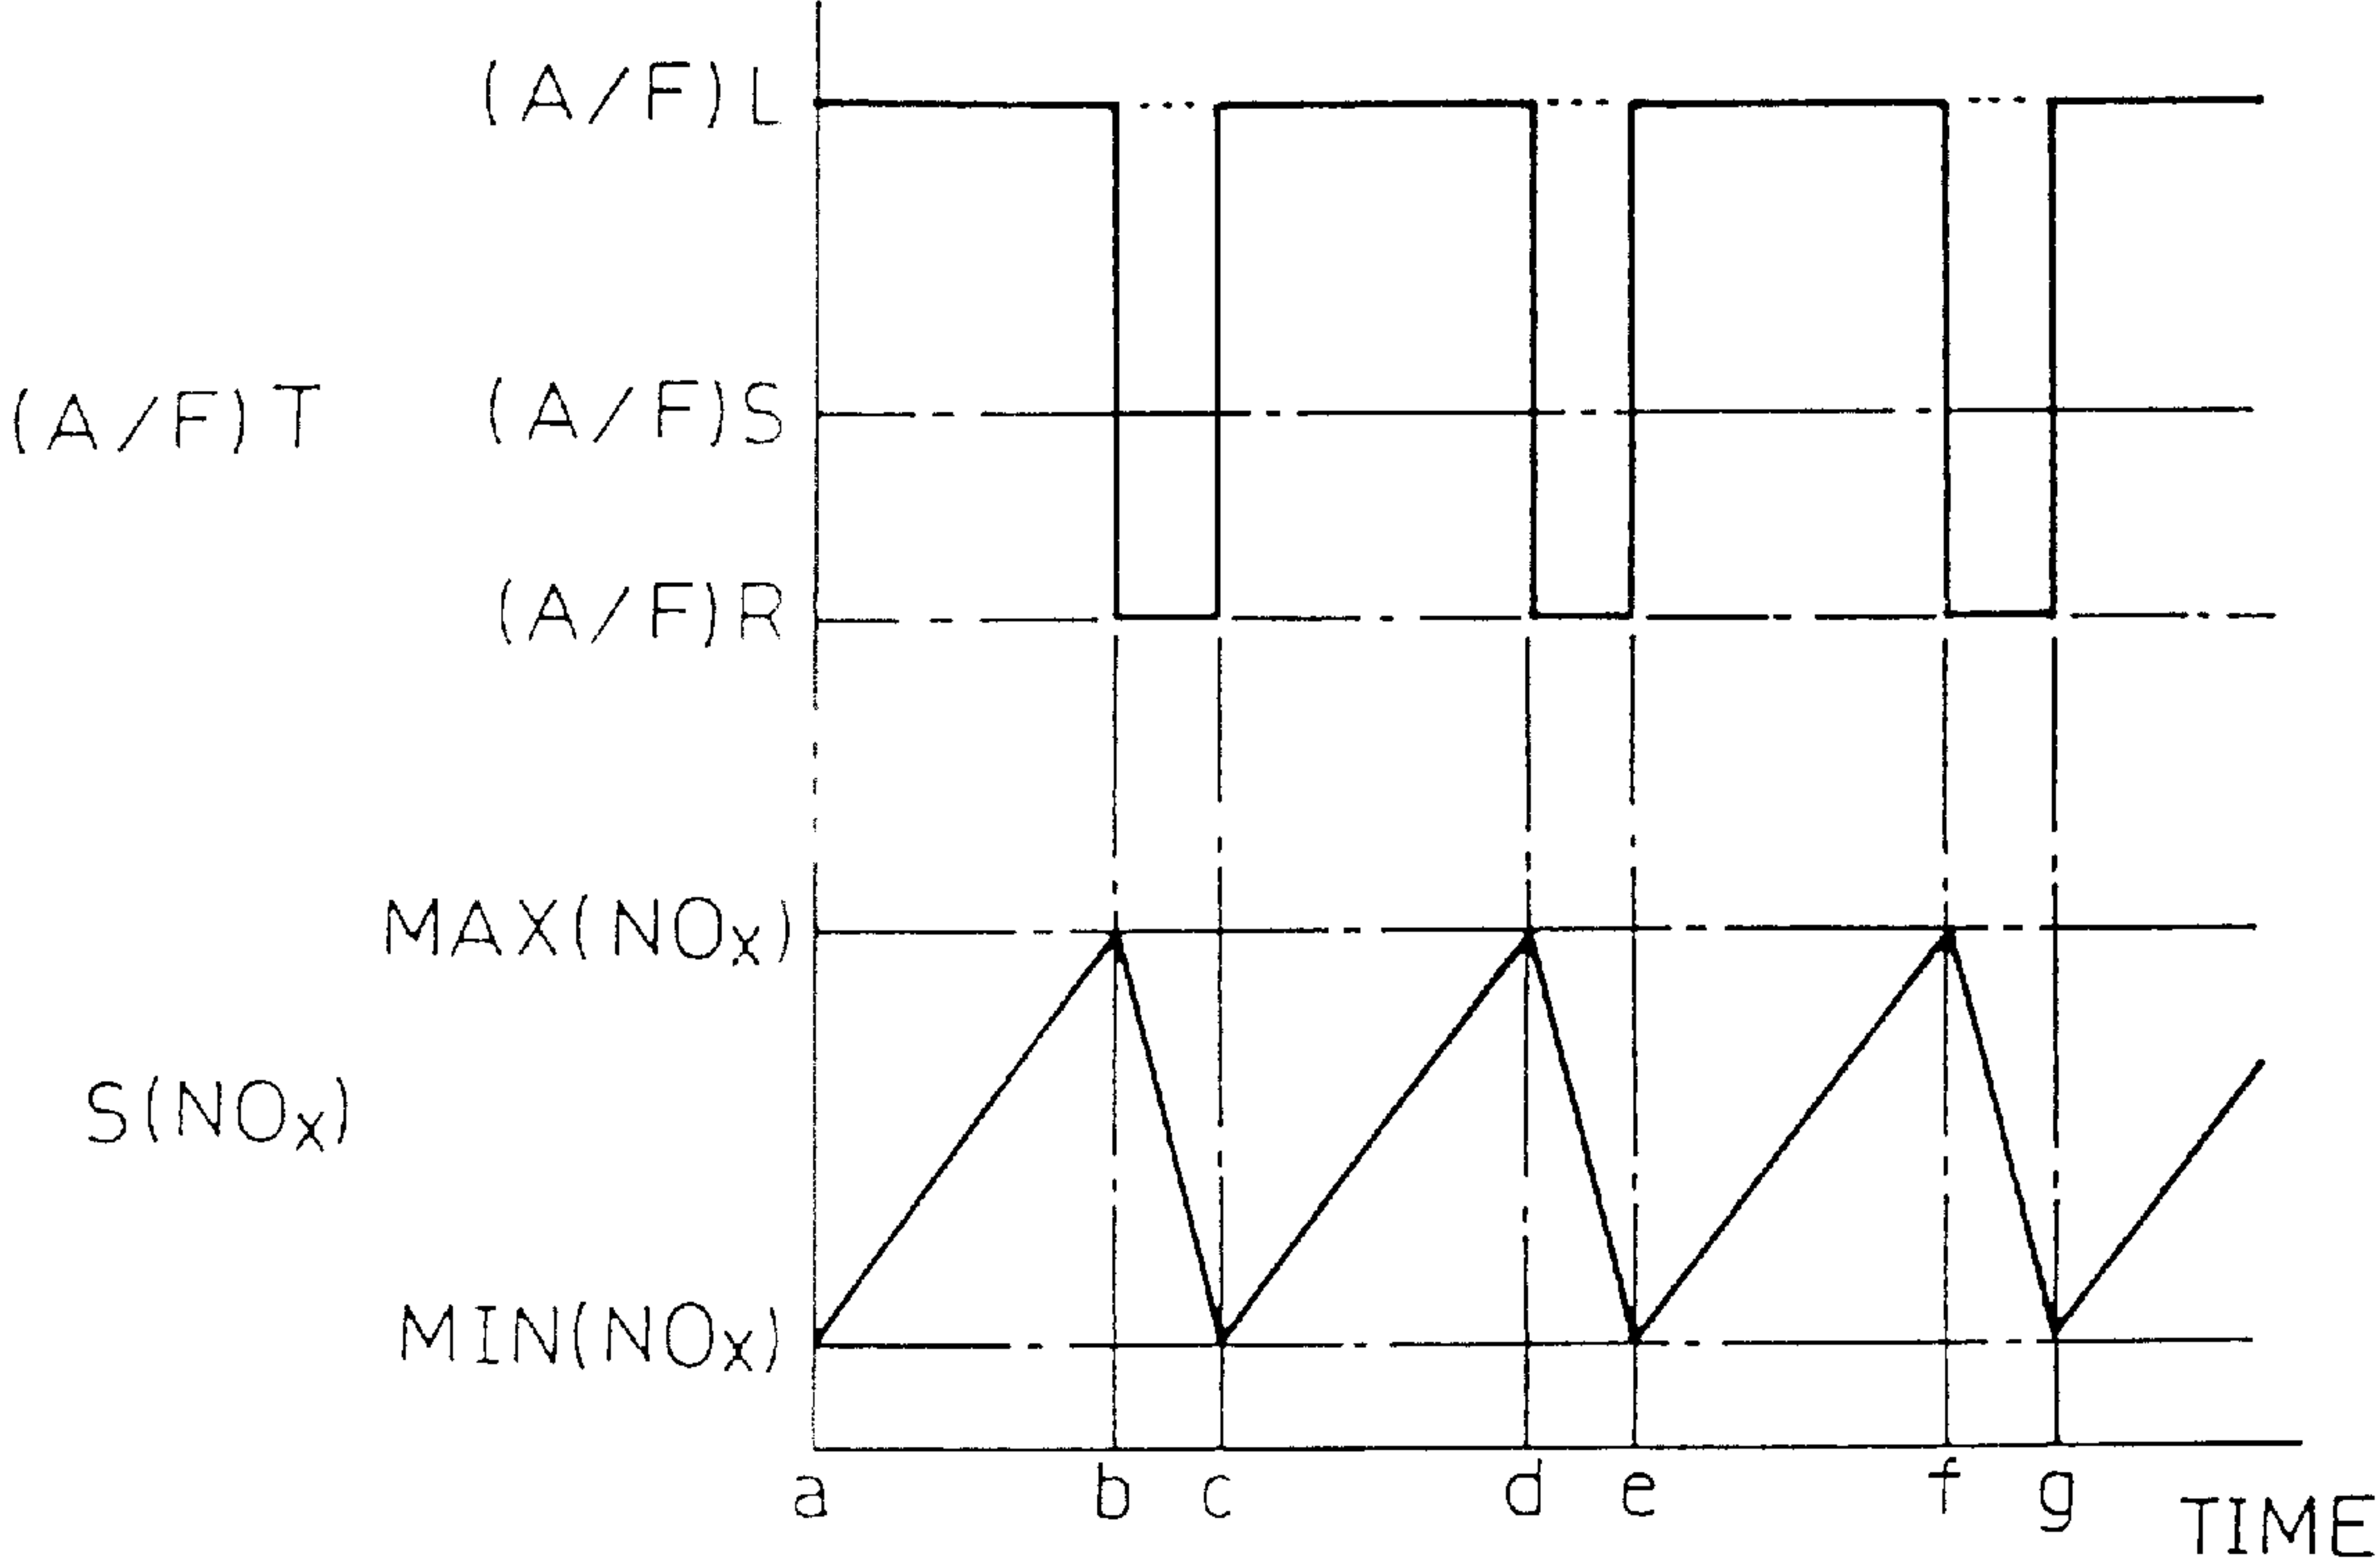 (A/F)L
(A/F)T (A/F)S
(A/F)R
MAX(NOx)
S(NOx)
MIN(NOx)
a b c d e f g
TIME